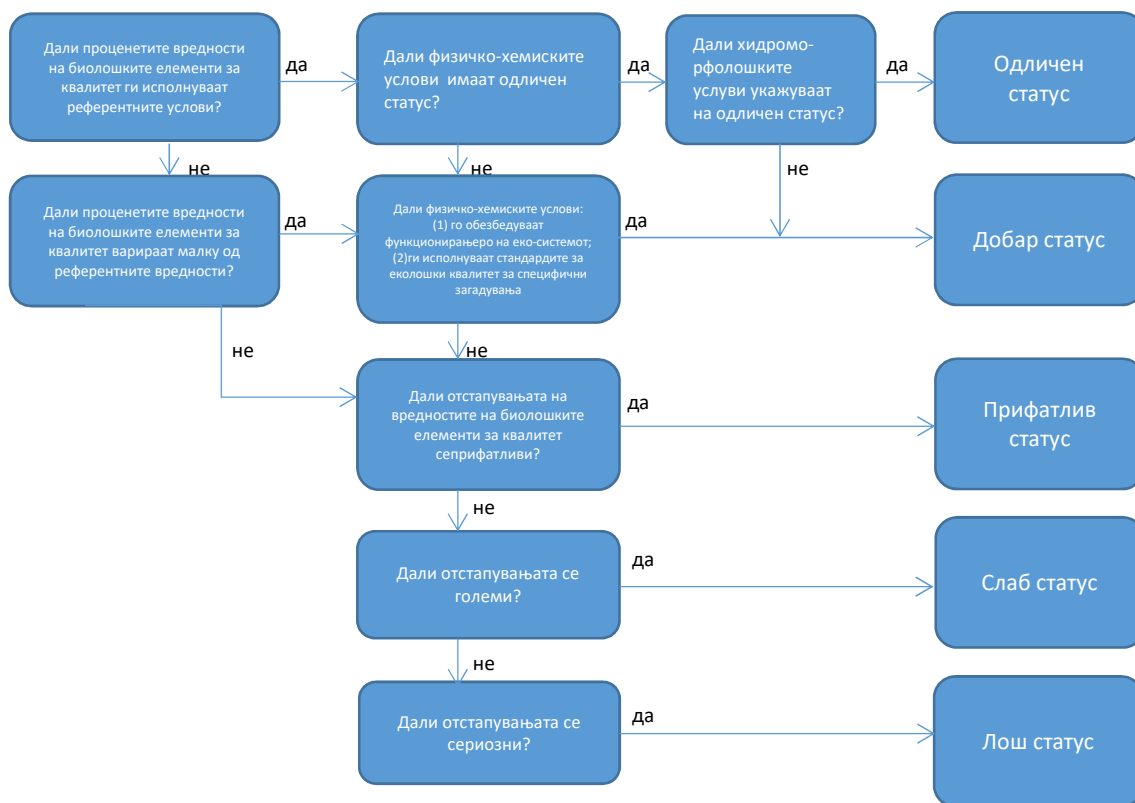 Дали проценетите вредности
на биолошките елементи за
квалитет ги исполнуваат
референтните услови?
да
Дали физичко-хемиските
услови имаат одличен
статус?
да
Дали хидромо-
рфолошките
услуви укажуваат
на одличен статус?
да
Одличен
статус
не
не
не
Дали проценетите вредности
на биолошките елементи за
квалитет варираат малку од
референтните вредности?
да
Дали физичко-хемиските услови:
(1) го обезбедуваат
функционирањеро на еко-системот;
(2)ги исполнуваат стандардите за
еколошки квалитет за специфични
загадувања
да
Добар статус
не
не
Дали отстапувањата на
вредностите на биолошките
елементи за квалитет
сеприфатливи?
да
Прифатлив
статус
не
Дали отстапувањата се
големи?
да
Слаб статус
не
Дали отстапувањата се
сериозни?
да
Лош статус